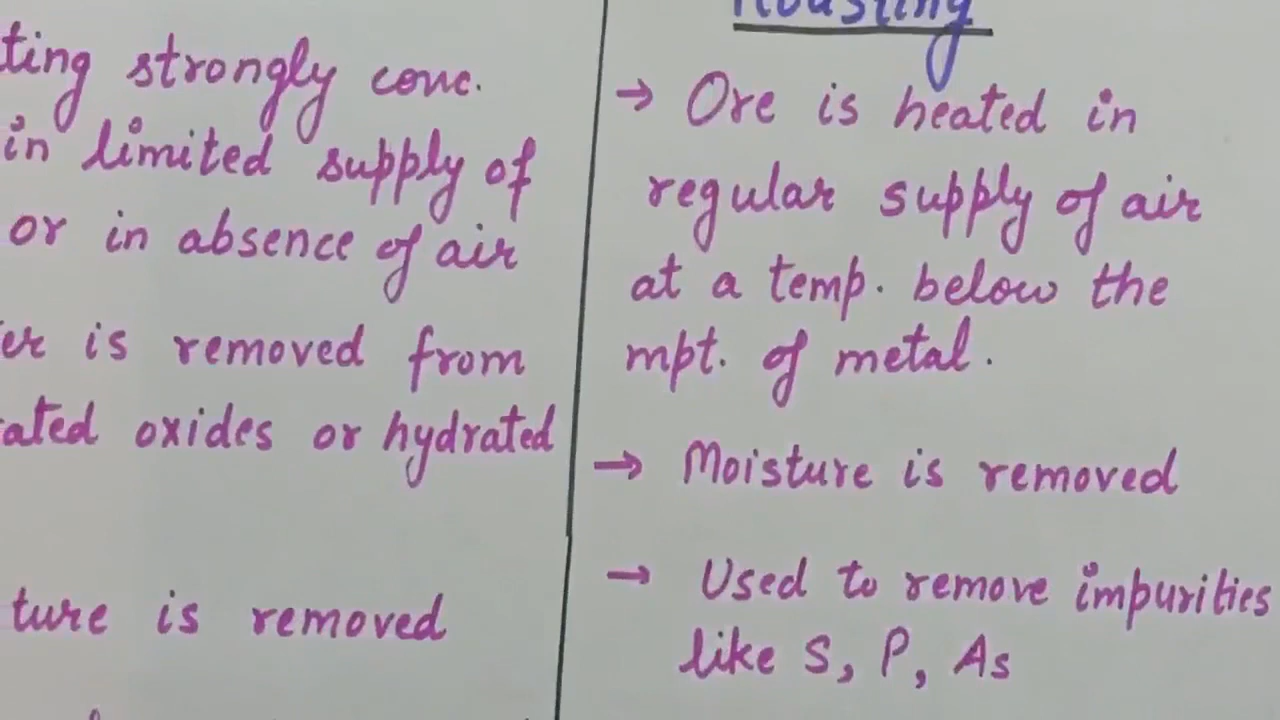 ting strongly conc.
in limited supply of
or in absence of air
er is removed from
ated oxides or hydrated
ture is removed
Roasting
→ Ore is heated in
regular supply of air
at a temp. below the
mpt. of metal.
→ Moisture is removed
→ Used to remove impurities
like S, P, As